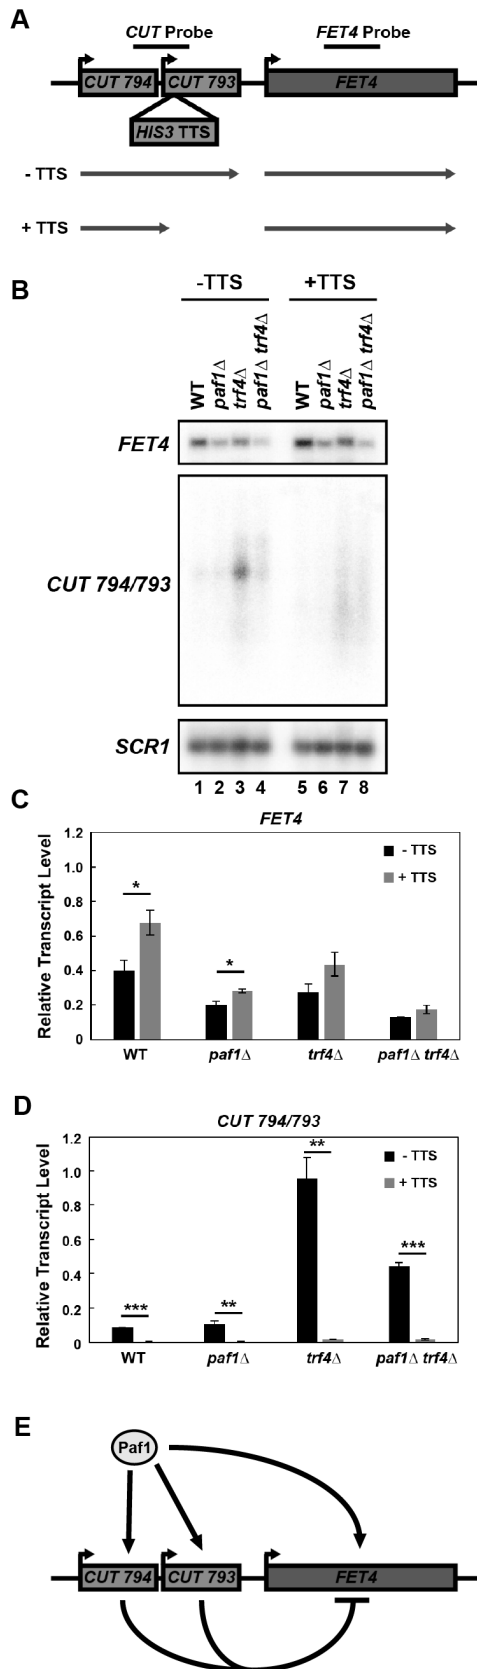 A
CUT Probe
FET4 Probe
CUT 794
CUT 793
FET4
HIS3 TTS
- TTS
+ TTS
B
-TTS
+TTS
WT
paf1Δ
trf4Δ
paf1Δ trf4Δ
WT
paf1Δ
trf4Δ
paf1Δ trf4Δ
FET4
CUT 794/793
SCR1
1 2 3 4 5 6 7 8
C
FET4
Relative Transcript Level
1.2
1.0
0.8
0.6
0.4
0.2
0
- TTS
+ TTS
*
*
WT
paf1Δ
trf4Δ
paf1Δ trf4Δ
D
CUT 794/793
Relative Transcript Level
1.2
1.0
0.8
0.6
0.4
0.2
0
- TTS
+ TTS
***
**
**
***
WT
paf1Δ
trf4Δ
paf1Δ trf4Δ
E
Paf1
CUT 794
CUT 793
FET4